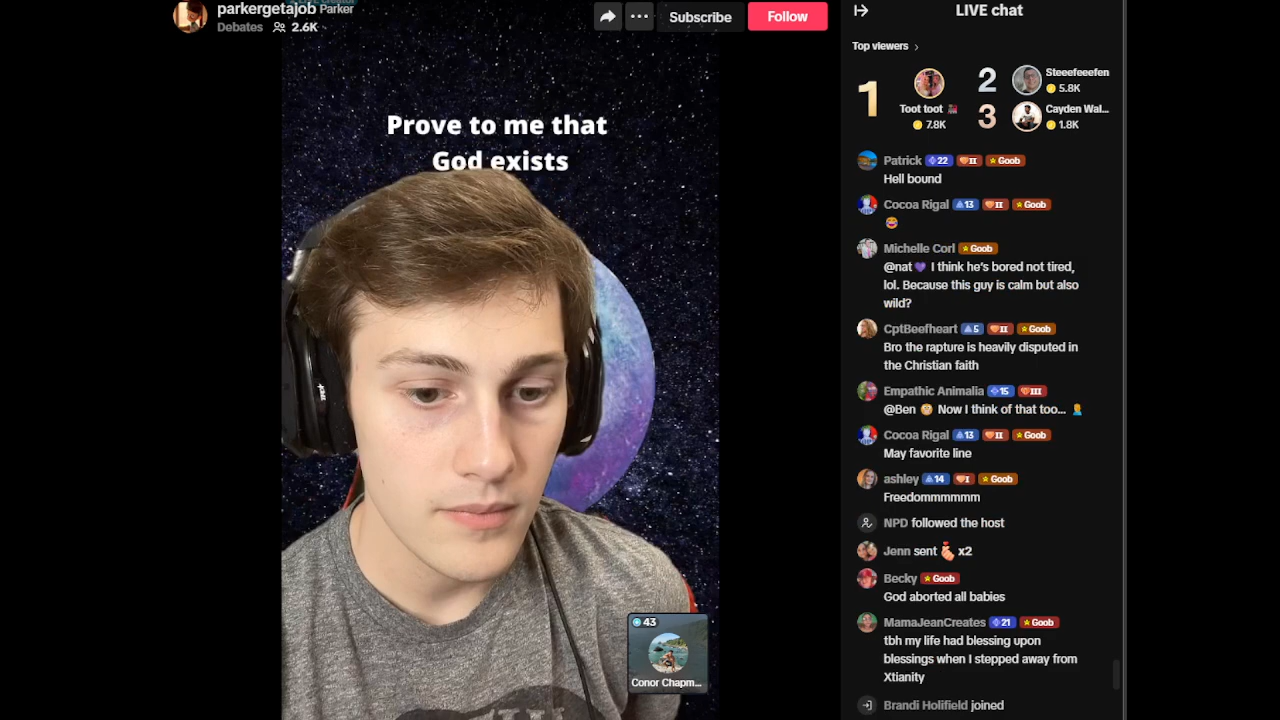 parkergetajob Parker
Debates 2.6K
Subscribe
Follow
Prove to me that
God exists
43
Conor Chapm...
LIVE chat
Top viewers >
1
Toot toot
7.8K
2
Steeefeeefen
5.8K
3
Cayden Wal...
1.8K
Patrick 22 II Goob
Hell bound
Cocoa Rigal 13 II Goob
Michelle Corl Goob
@nat 💜 I think he's bored not tired,
lol. Because this guy is calm but also
wild?
CptBeefheart 5 II Goob
Bro the rapture is heavily disputed in
the Christian faith
Empathic Animalia 15 III
@Ben Now I think of that too...
Cocoa Rigal 13 II Goob
May favorite line
ashley 14 I Goob
Freedommmmmm
NPD followed the host
Jenn sent x2
Becky Goob
God aborted all babies
MamaJeanCreates 21 Goob
tbh my life had blessing upon
blessings when I stepped away from
Xtianity
Brandi Holifield joined